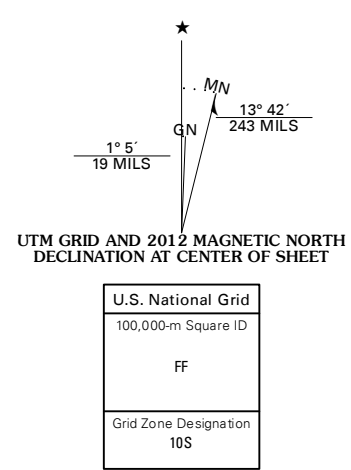 ★
MN
GN
13° 42´
243 MILS
1° 5´
19 MILS
UTM GRID AND 2012 MAGNETIC NORTH
DECLINATION AT CENTER OF SHEET
U.S. National Grid
100,000-m Square ID
FF
Grid Zone Designation
10S